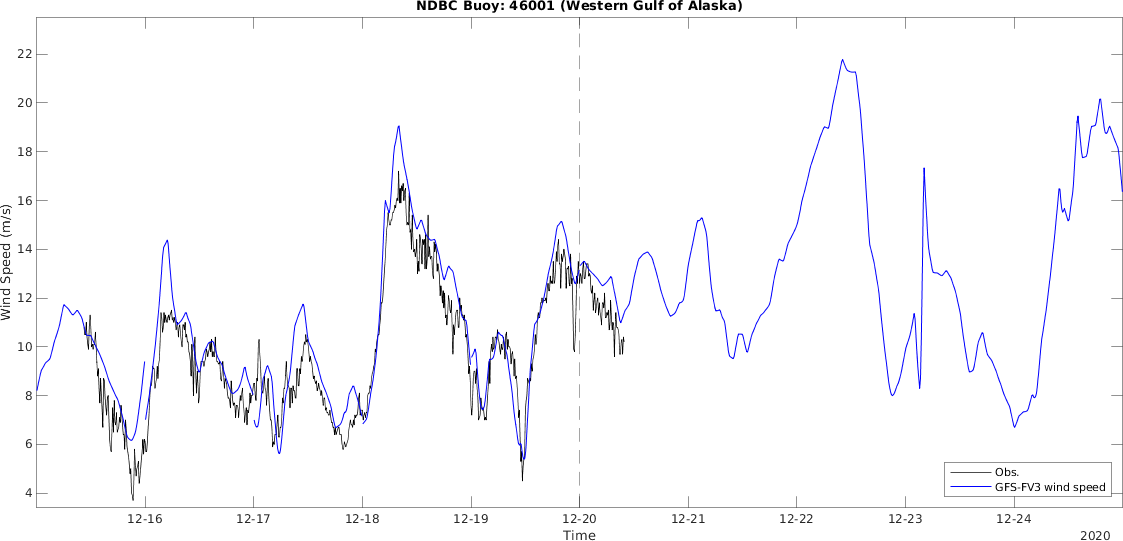 NDBC Buoy: 46001 (Western Gulf of Alaska)
Wind Speed (m/s)
22
20
18
16
14
12
10
8
6
4
12-16 12-17 12-18 12-19 12-20 12-21 12-22 12-23 12-24
Time
2020
Obs.
GFS-FV3 wind speed